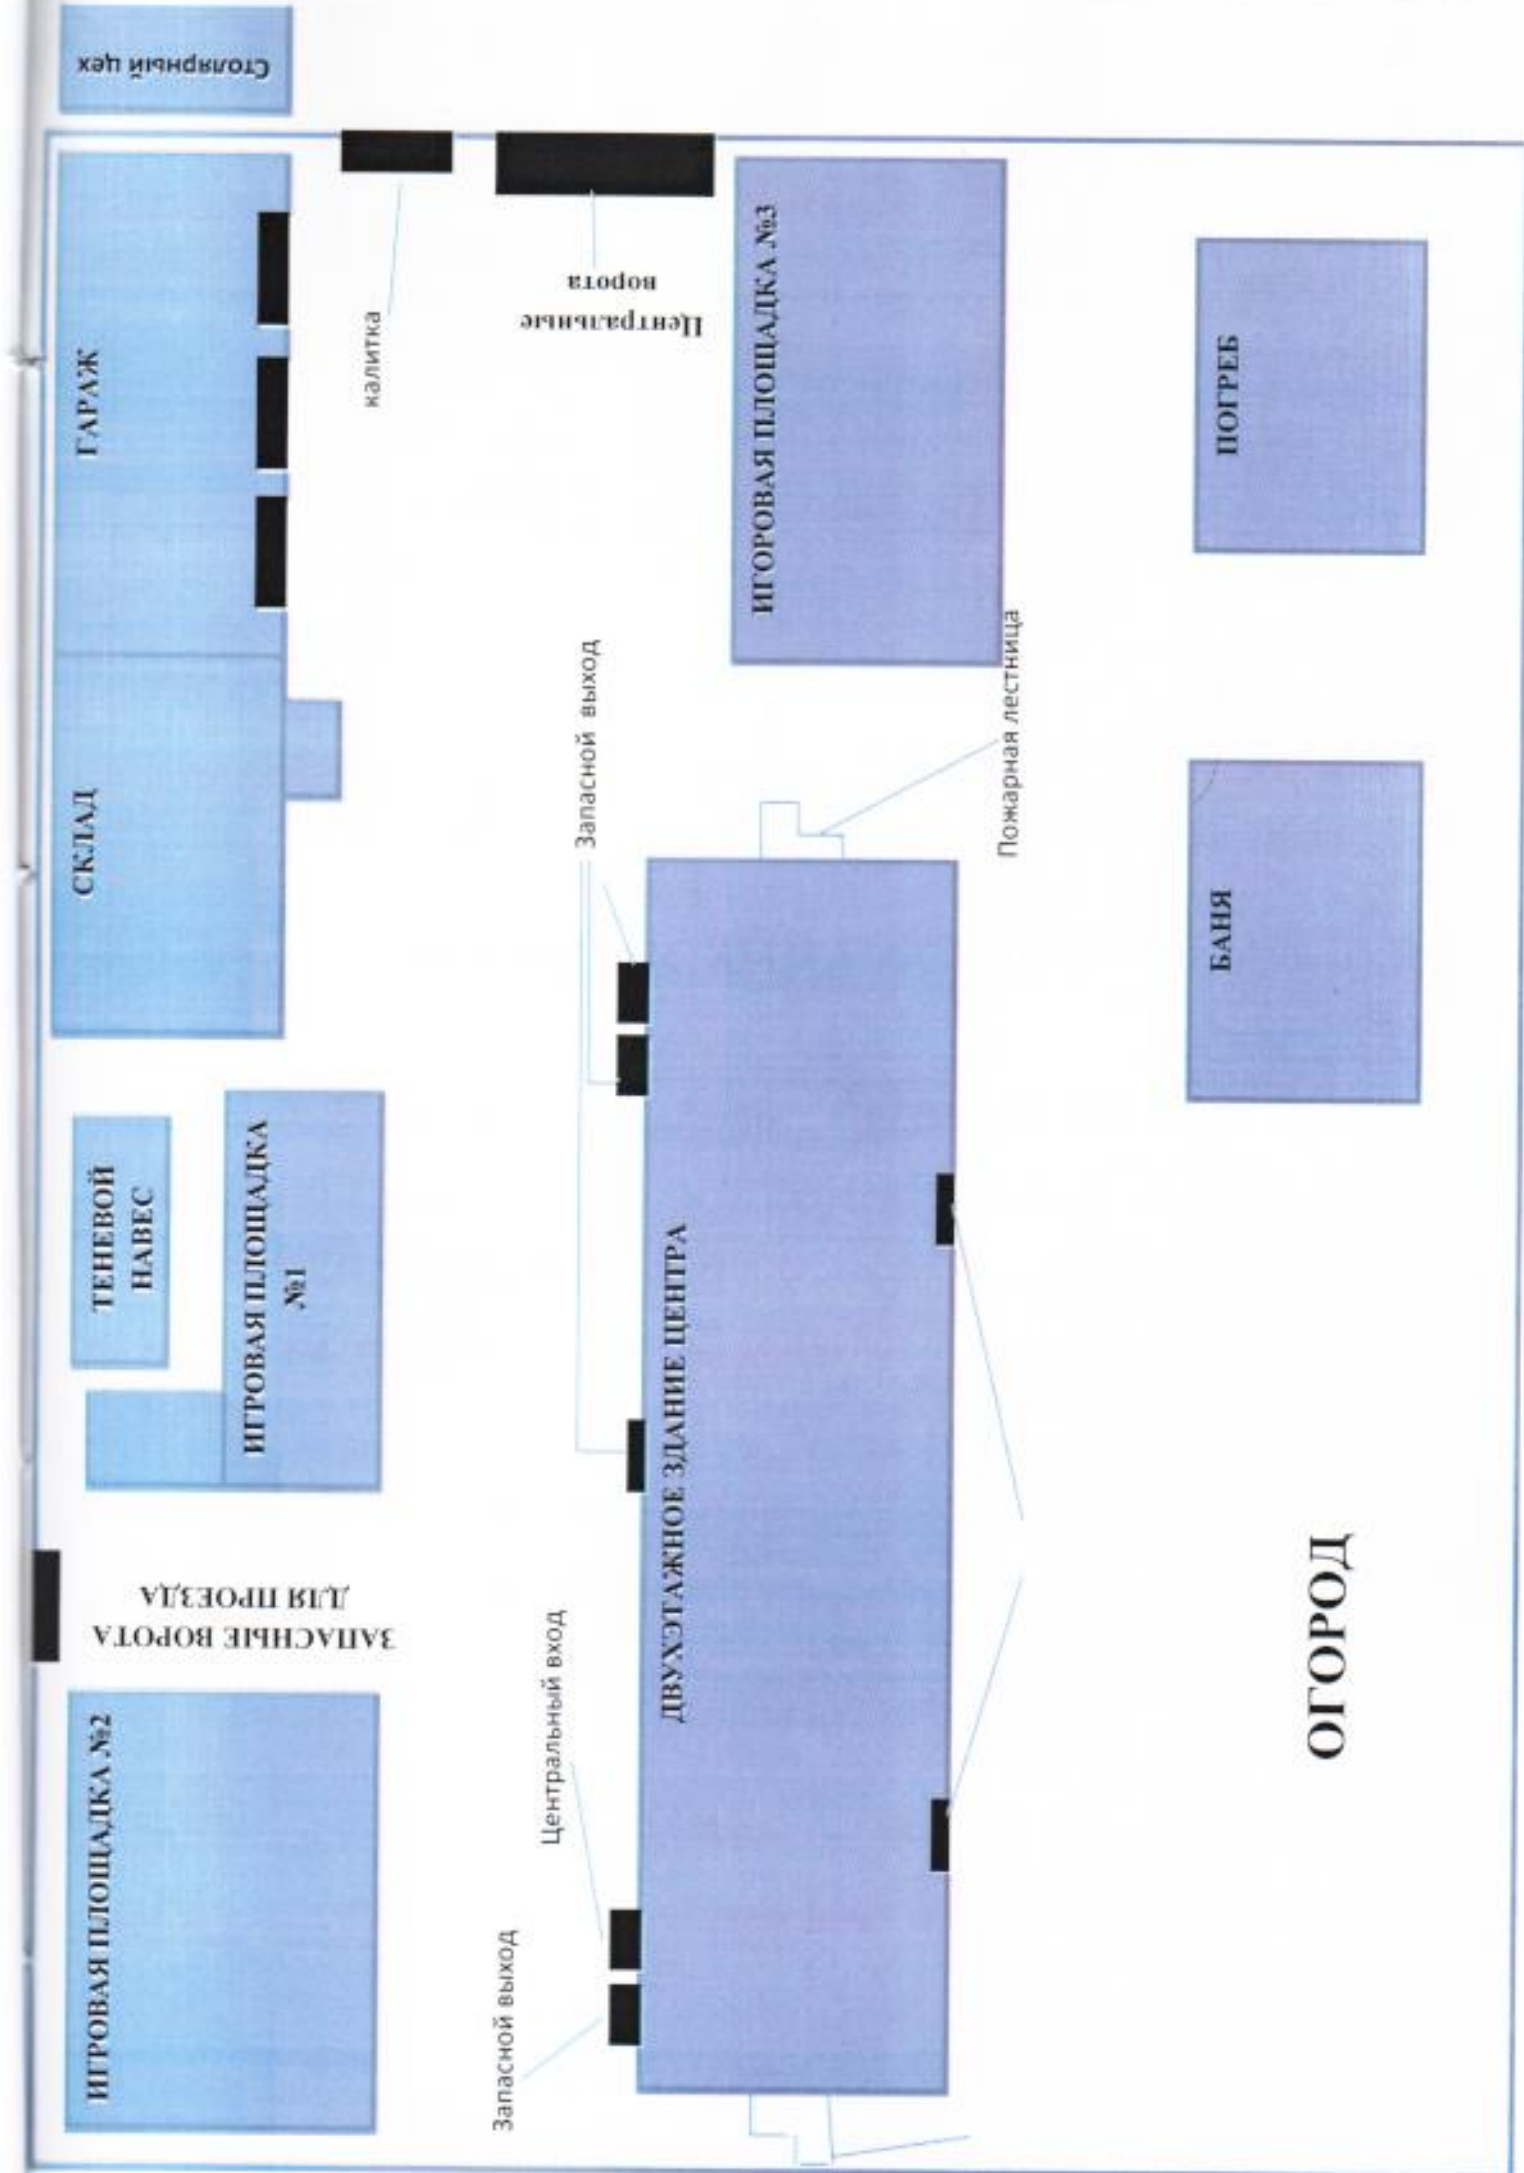 Столярный цех
ГАРАЖ
СКЛАД
ТЕНЕВОЙ
НАВЕС
ИГРОВАЯ ПЛОЩАДКА
№1
ЗАПАСНЫЕ ВОРОТА
ДЛЯ ПРОЕЗДА
ИГРОВАЯ ПЛОЩАДКА №2
калитка
Центральные
ворота
Запасной выход
Центральный вход
Запасной выход
ДВУХЭТАЖНОЕ ЗДАНИЕ ЦЕНТРА
ИГОРОВАЯ ПЛОЩАДКА №3
Пожарная лестница
ПОГРЕБ
БАНЯ
ОГОРОД